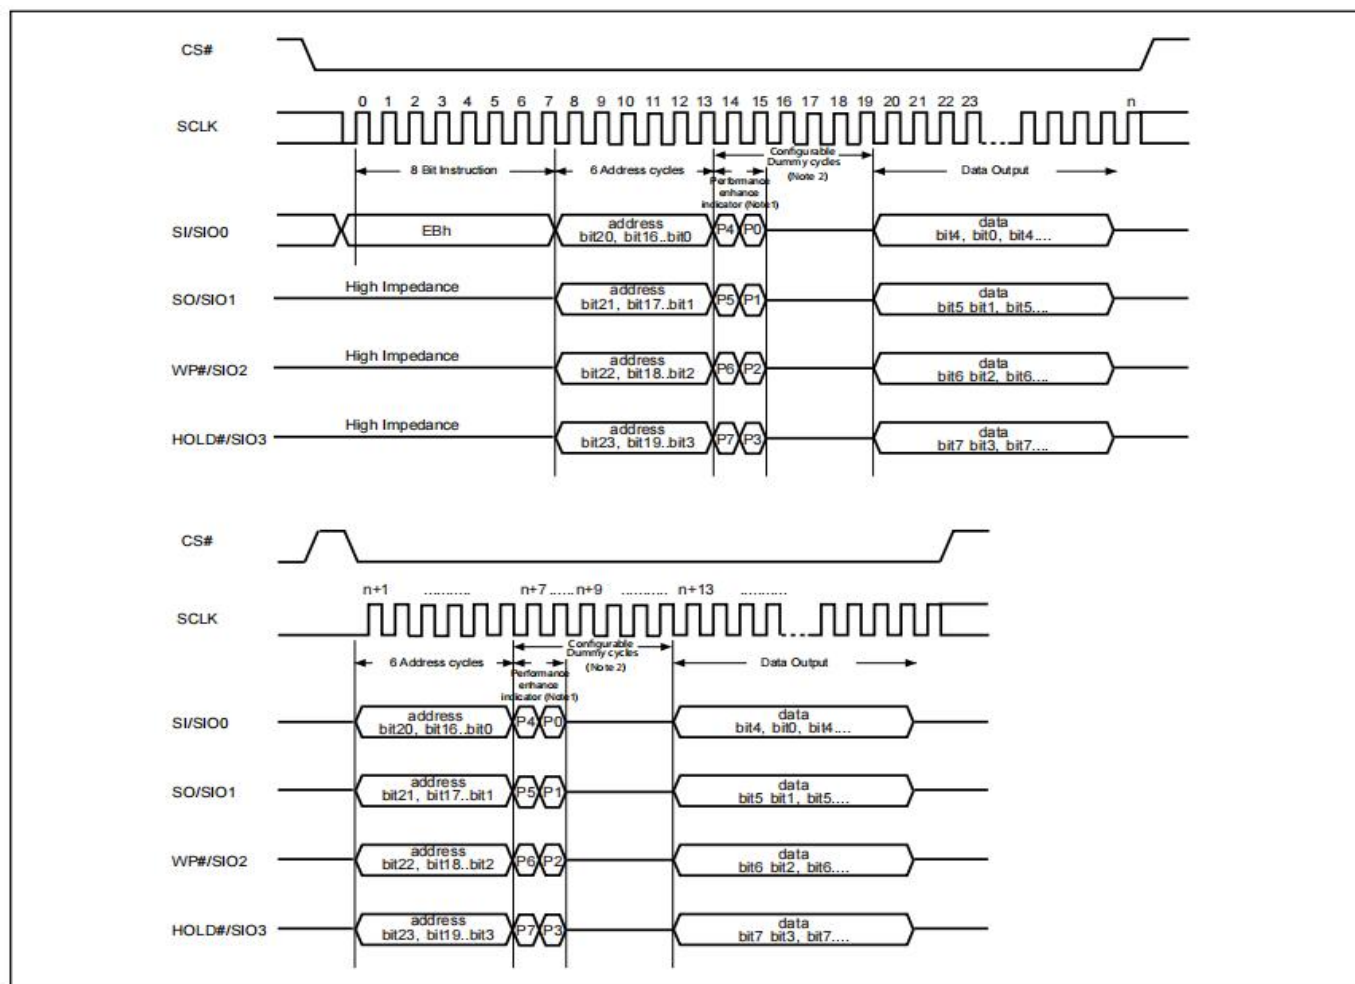 CS#
0 1 2 3 4 5 6 7 8 9 10 11 12 13 14 15 16 17 18 19 20 21 22 23 n
SCLK
8 Bit Instruction
6 Address cycles
Configurable
Dummy cycles
(Note 2)
Data Output
Performance
enhance
indicator (Note1)
SI/SIO0
EBh
address
bit20, bit16..bit0
P4 P0
data
bit4, bit0, bit4....
SO/SIO1
High Impedance
address
bit21, bit17..bit1
P5 P1
data
bit5 bit1, bit5....
WP#/SIO2
High Impedance
address
bit22, bit18..bit2
P6 P2
data
bit6 bit2, bit6....
HOLD#/SIO3
High Impedance
address
bit23, bit19..bit3
P7 P3
data
bit7 bit3, bit7....
CS#
n+1 ........... n+7 ...... n+9 ........... n+13 ...........
SCLK
6 Address cycles
Configurable
Dummy cycles
(Note 2)
Data Output
Performance
enhance
indicator (Note1)
SI/SIO0
address
bit20, bit16..bit0
P4 P0
data
bit4, bit0, bit4....
SO/SIO1
address
bit21, bit17..bit1
P5 P1
data
bit5 bit1, bit5....
WP#/SIO2
address
bit22, bit18..bit2
P6 P2
data
bit6 bit2, bit6....
HOLD#/SIO3
address
bit23, bit19..bit3
P7 P3
data
bit7 bit3, bit7....